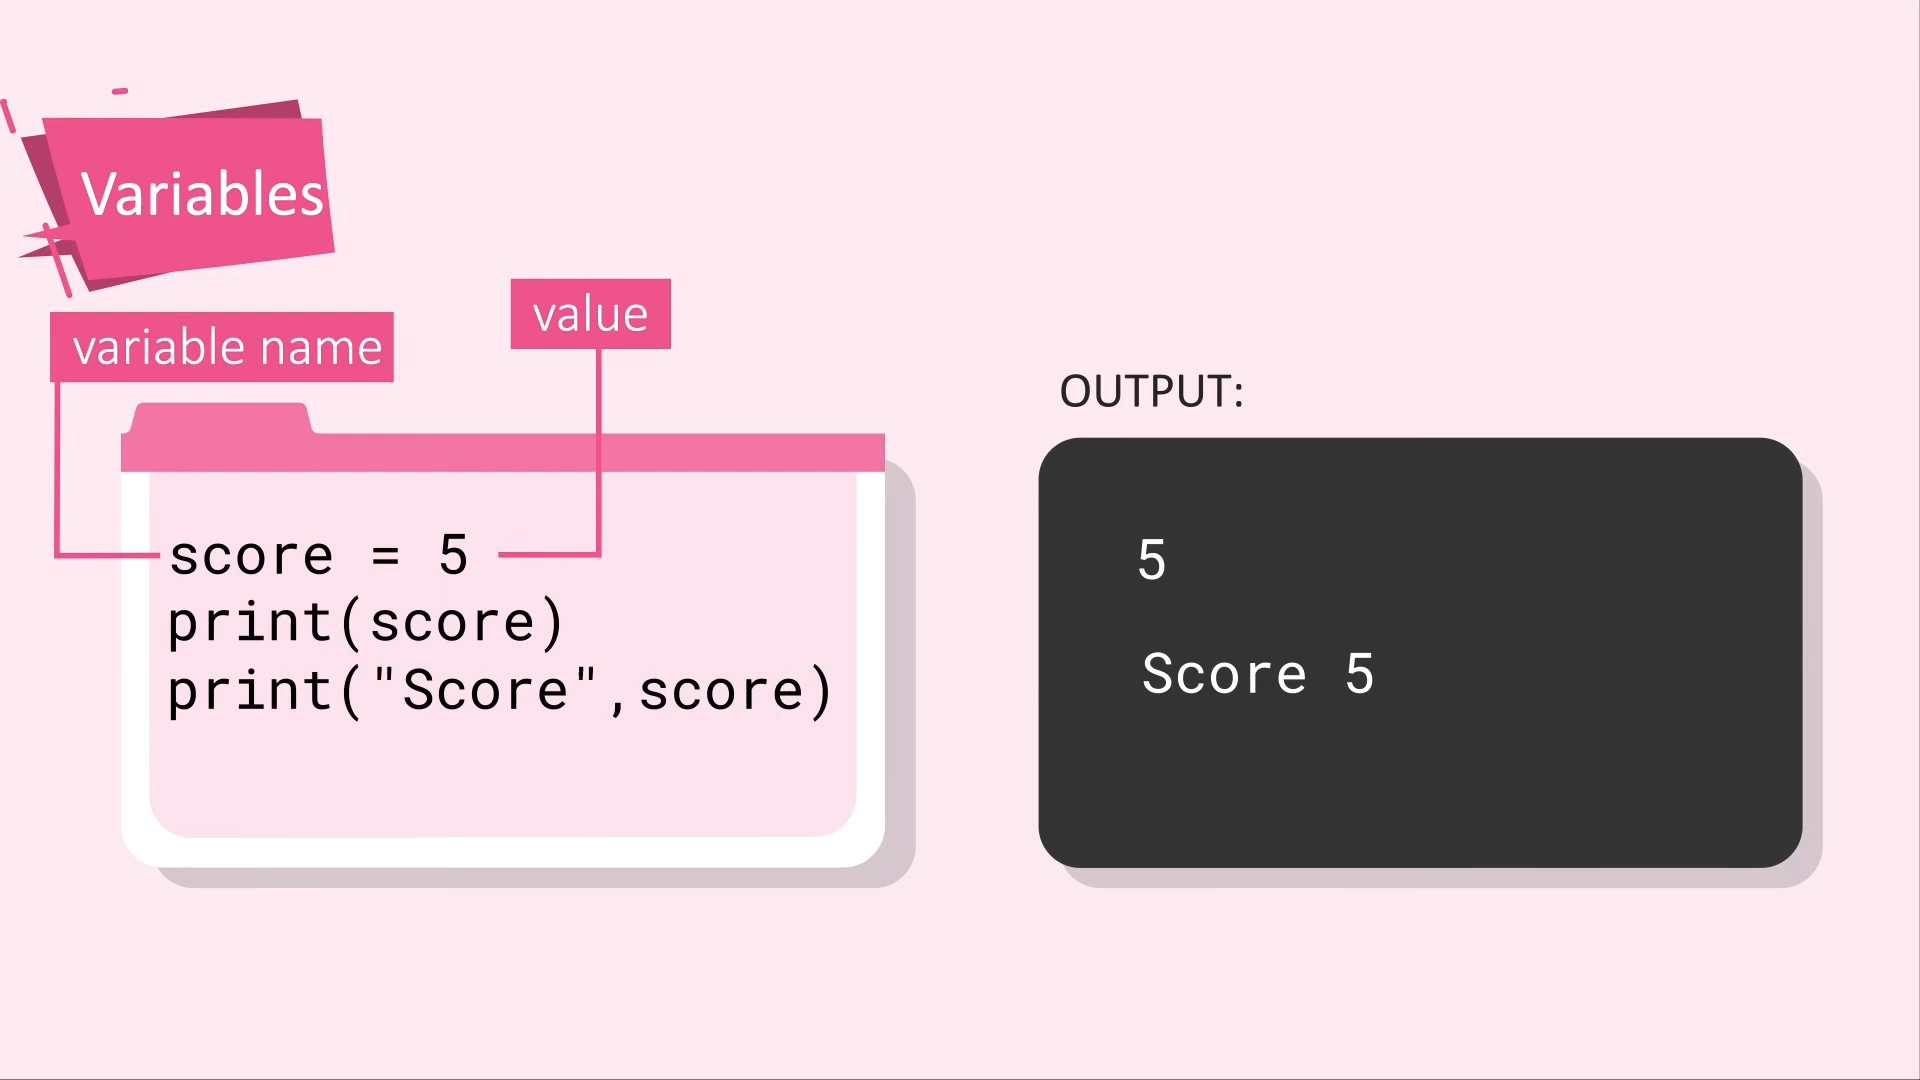 Variables
variable name
value
score = 5
print(score)
print("Score",score)
OUTPUT:
5
Score 5